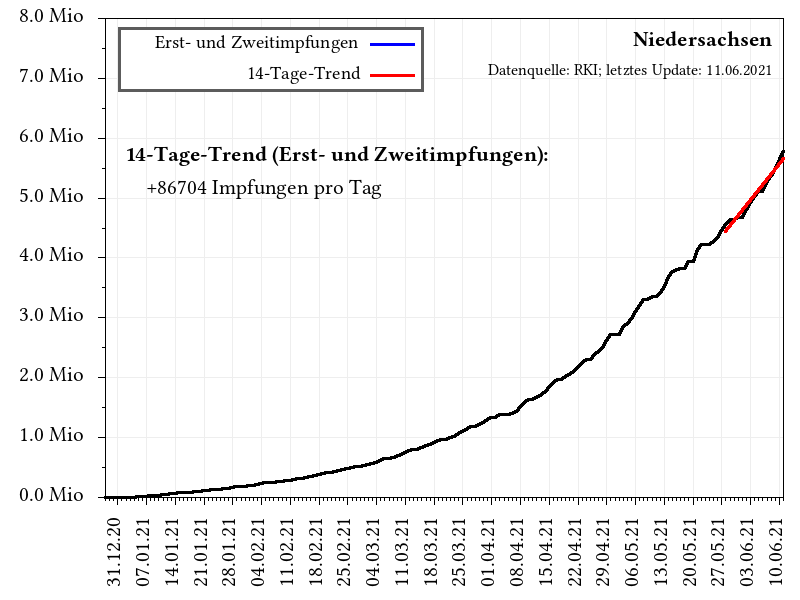 8.0 Mio
7.0 Mio
6.0 Mio
5.0 Mio
4.0 Mio
3.0 Mio
2.0 Mio
1.0 Mio
0.0 Mio
Erst- und Zweitimpfungen
14-Tage-Trend
Niedersachsen
Datenquelle: RKI; letztes Update: 11.06.2021
14-Tage-Trend (Erst- und Zweitimpfungen):
+86704 Impfungen pro Tag
31.12.20
07.01.21
14.01.21
21.01.21
28.01.21
04.02.21
11.02.21
18.02.21
25.02.21
04.03.21
11.03.21
18.03.21
25.03.21
01.04.21
08.04.21
15.04.21
22.04.21
29.04.21
06.05.21
13.05.21
20.05.21
27.05.21
03.06.21
10.06.21